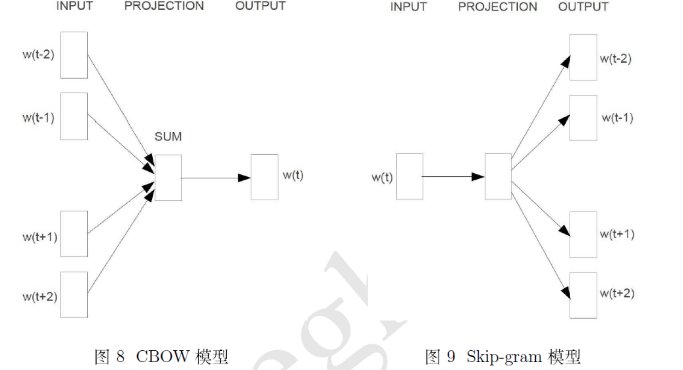 INPUT PROJECTION OUTPUT
w(t-2)
w(t-1)
SUM
w(t)
w(t+1)
w(t+2)
图 8 CBOW 模型
INPUT PROJECTION OUTPUT
w(t-2)
w(t-1)
w(t)
w(t+1)
w(t+2)
图 9 Skip-gram 模型